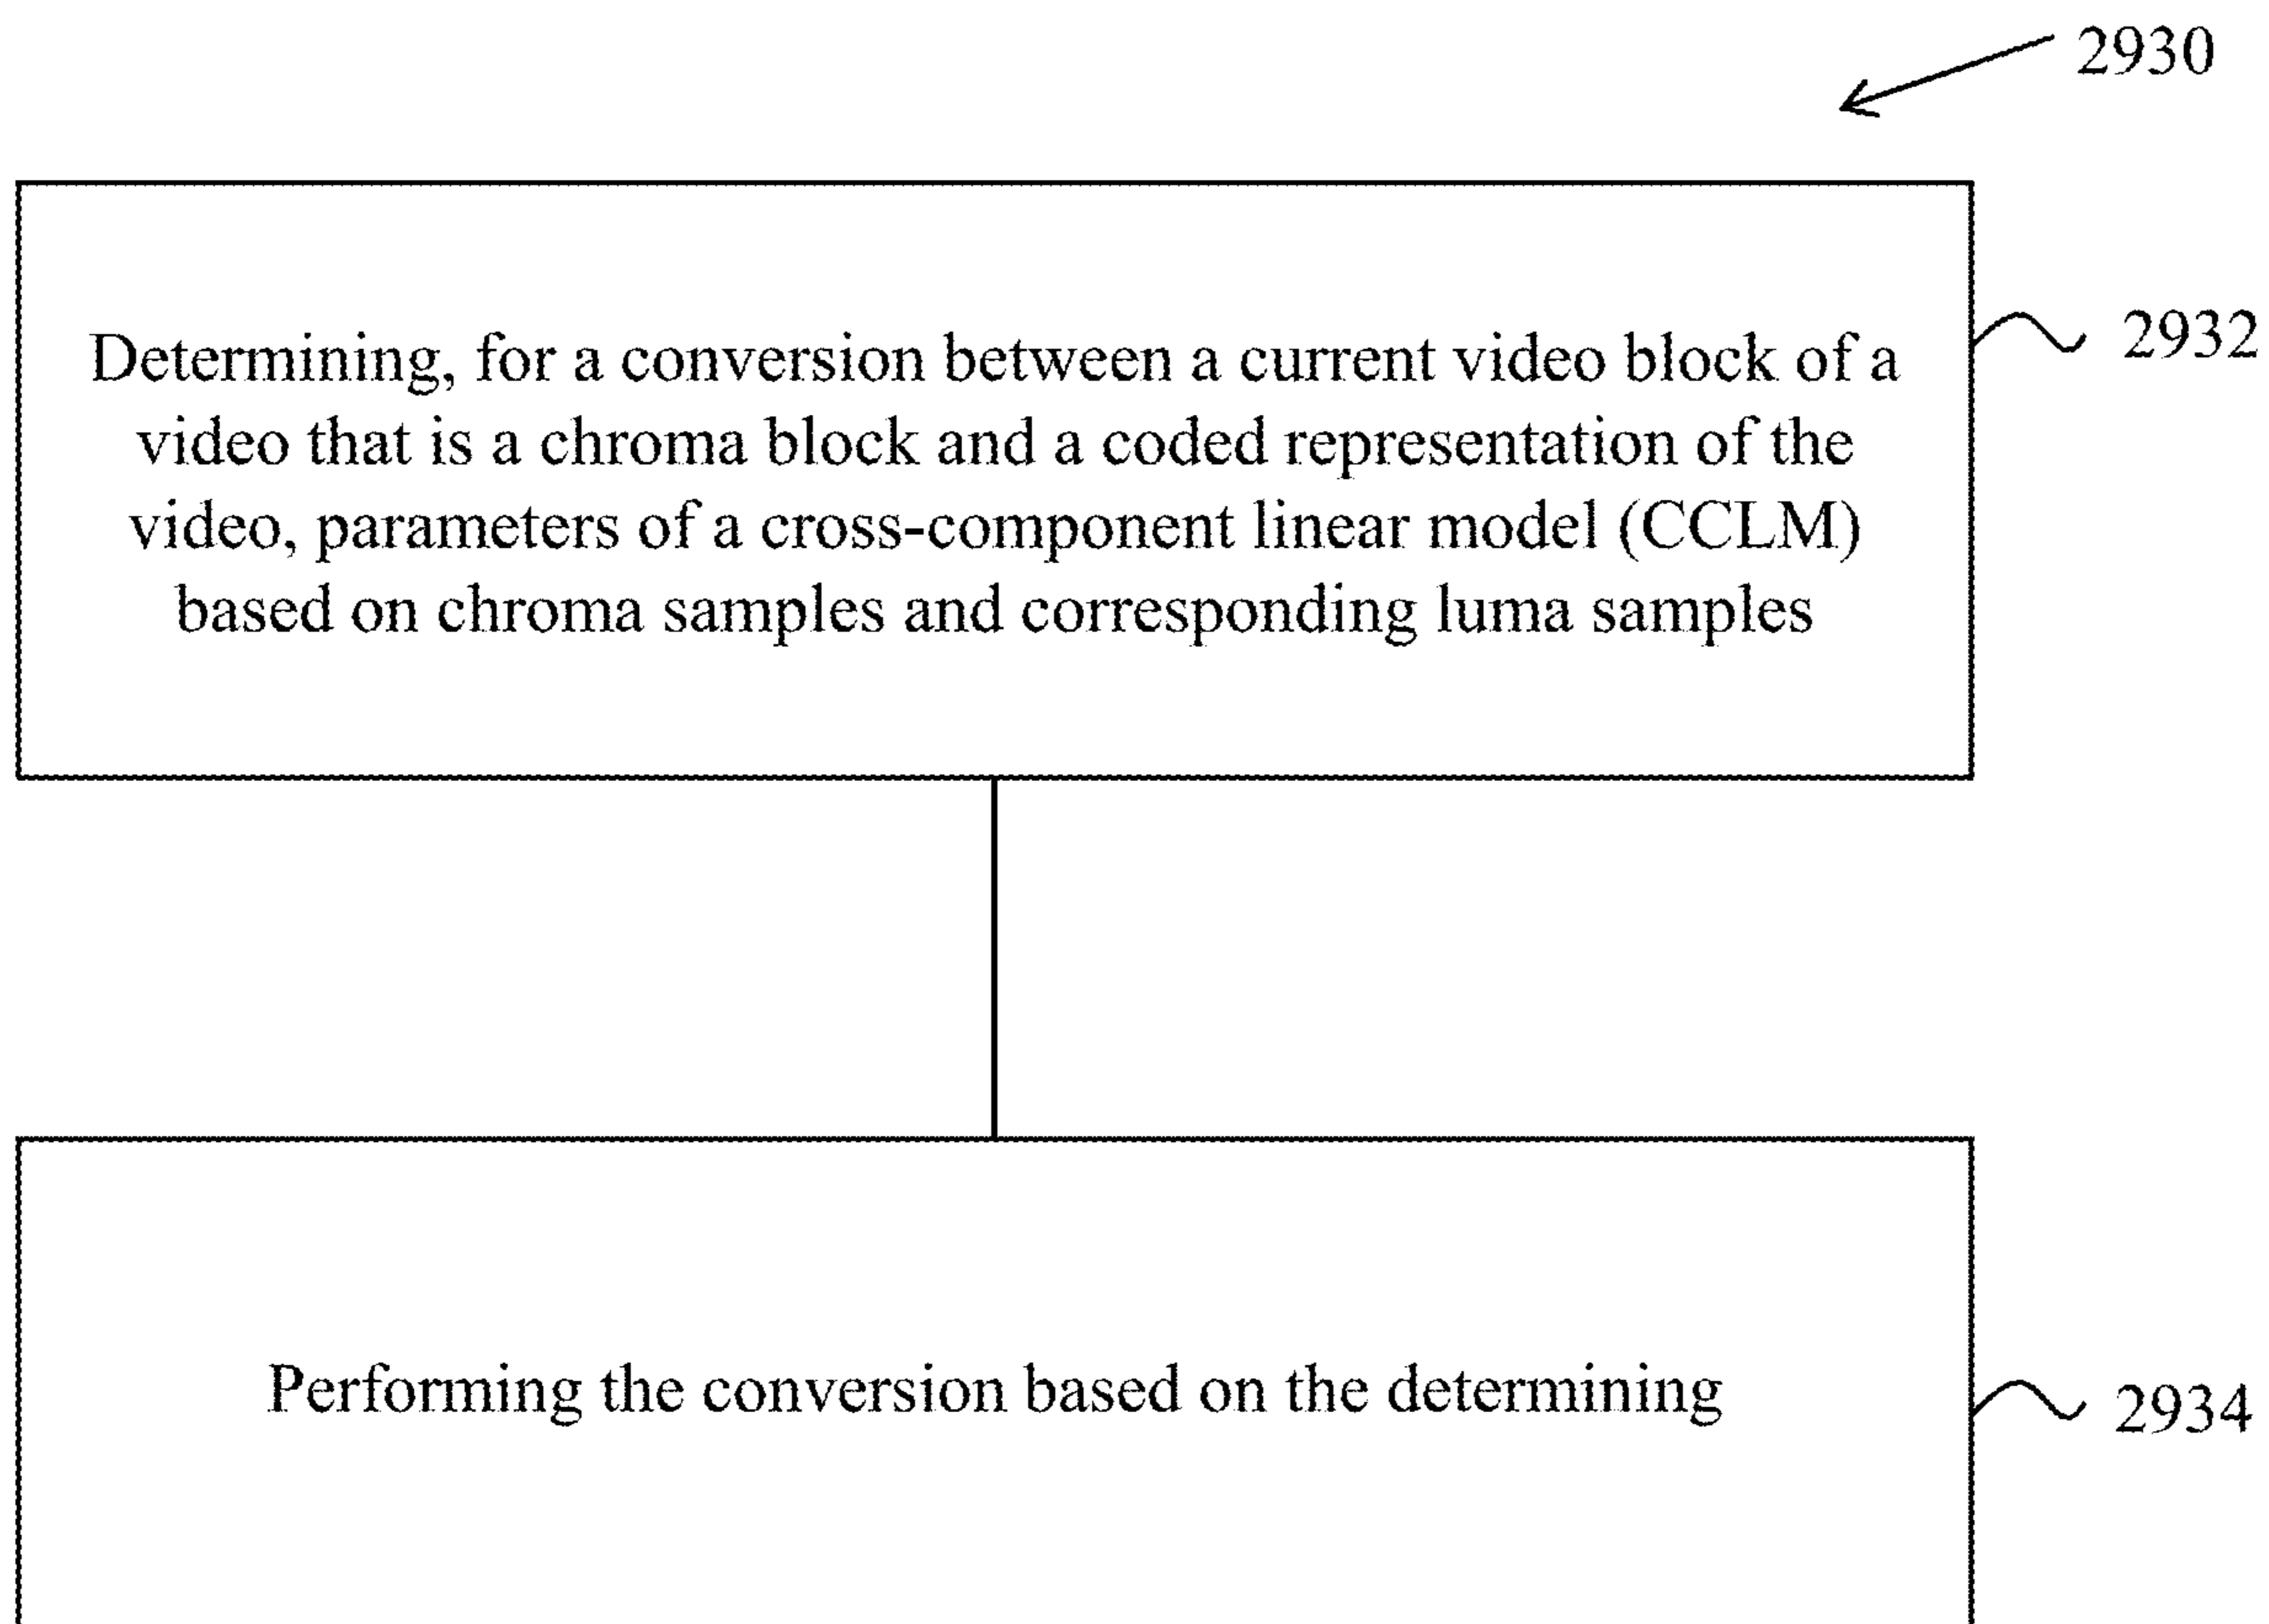 2930
Determining, for a conversion between a current video block of a
video that is a chroma block and a coded representation of the
video, parameters of a cross-component linear model (CCLM)
based on chroma samples and corresponding luma samples
2932
Performing the conversion based on the determining
2934